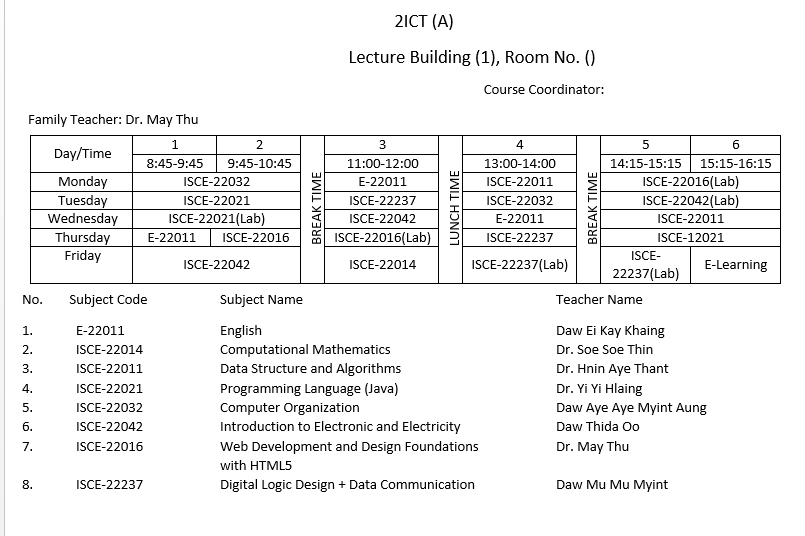 2ICT (A)
Lecture Building (1), Room No. ()
Course Coordinator:
Family Teacher: Dr. May Thu
Day/Time 1 2 BREAK TIME 3 LUNCH TIME 4 BREAK TIME 5 6
8:45-9:45 9:45-10:45 11:00-12:00 13:00-14:00 14:15-15:15 15:15-16:15
Monday ISCE-22032 E-22011 ISCE-22011 ISCE-22016(Lab)
Tuesday ISCE-22021 ISCE-22237 ISCE-22032 ISCE-22042(Lab)
Wednesday ISCE-22021(Lab) ISCE-22042 E-22011 ISCE-22011
Thursday E-22011 ISCE-22016 ISCE-22016(Lab) ISCE-22237 ISCE-12021
Friday ISCE-22042 ISCE-22014 ISCE-22237(Lab) ISCE-
22237(Lab) E-Learning
No. Subject Code Subject Name Teacher Name
1. E-22011 English Daw Ei Kay Khaing
2. ISCE-22014 Computational Mathematics Dr. Soe Soe Thin
3. ISCE-22011 Data Structure and Algorithms Dr. Hnin Aye Thant
4. ISCE-22021 Programming Language (Java) Dr. Yi Yi Hlaing
5. ISCE-22032 Computer Organization Daw Aye Aye Myint Aung
6. ISCE-22042 Introduction to Electronic and Electricity Daw Thida Oo
7. ISCE-22016 Web Development and Design Foundations Dr. May Thu
with HTML5
8. ISCE-22237 Digital Logic Design + Data Communication Daw Mu Mu Myint